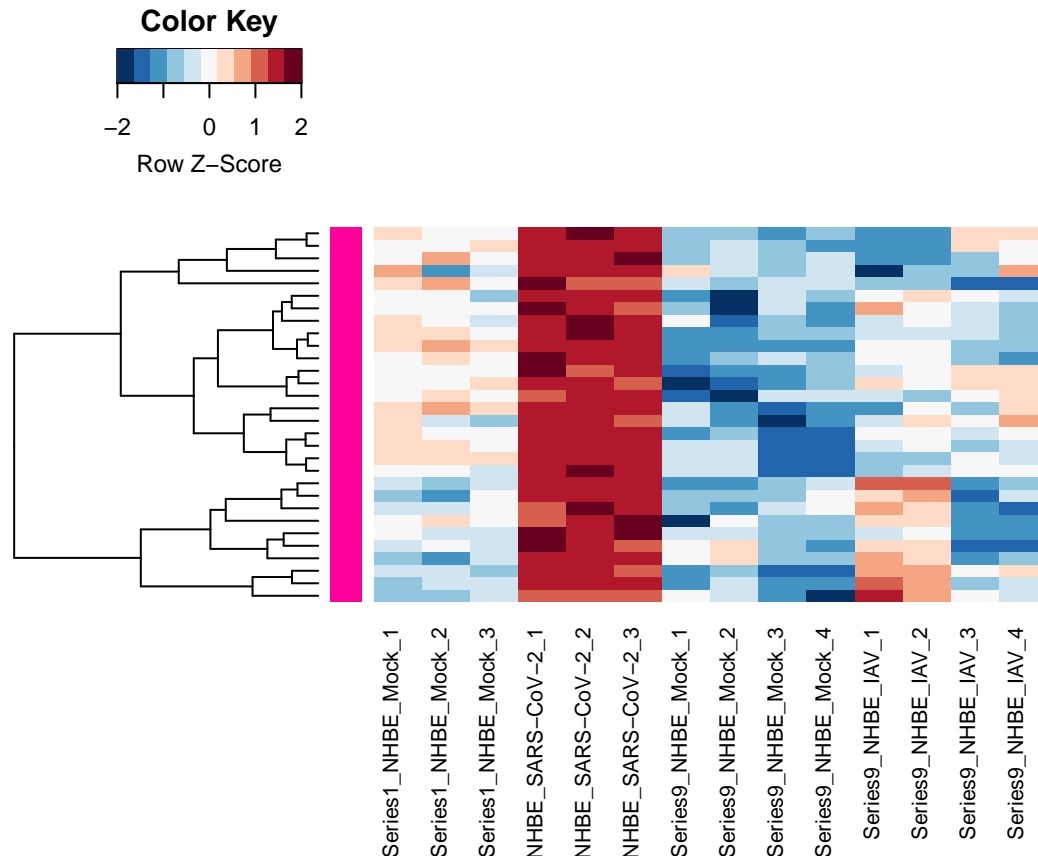 Color Key
−2 0 1 2
Row Z−Score
Series1_NHBE_Mock_1
Series1_NHBE_Mock_2
Series1_NHBE_Mock_3
NHBE_SARS−CoV−2_1
NHBE_SARS−CoV−2_2
NHBE_SARS−CoV−2_3
Series9_NHBE_Mock_1
Series9_NHBE_Mock_2
Series9_NHBE_Mock_3
Series9_NHBE_Mock_4
Series9_NHBE_IAV_1
Series9_NHBE_IAV_2
Series9_NHBE_IAV_3
Series9_NHBE_IAV_4